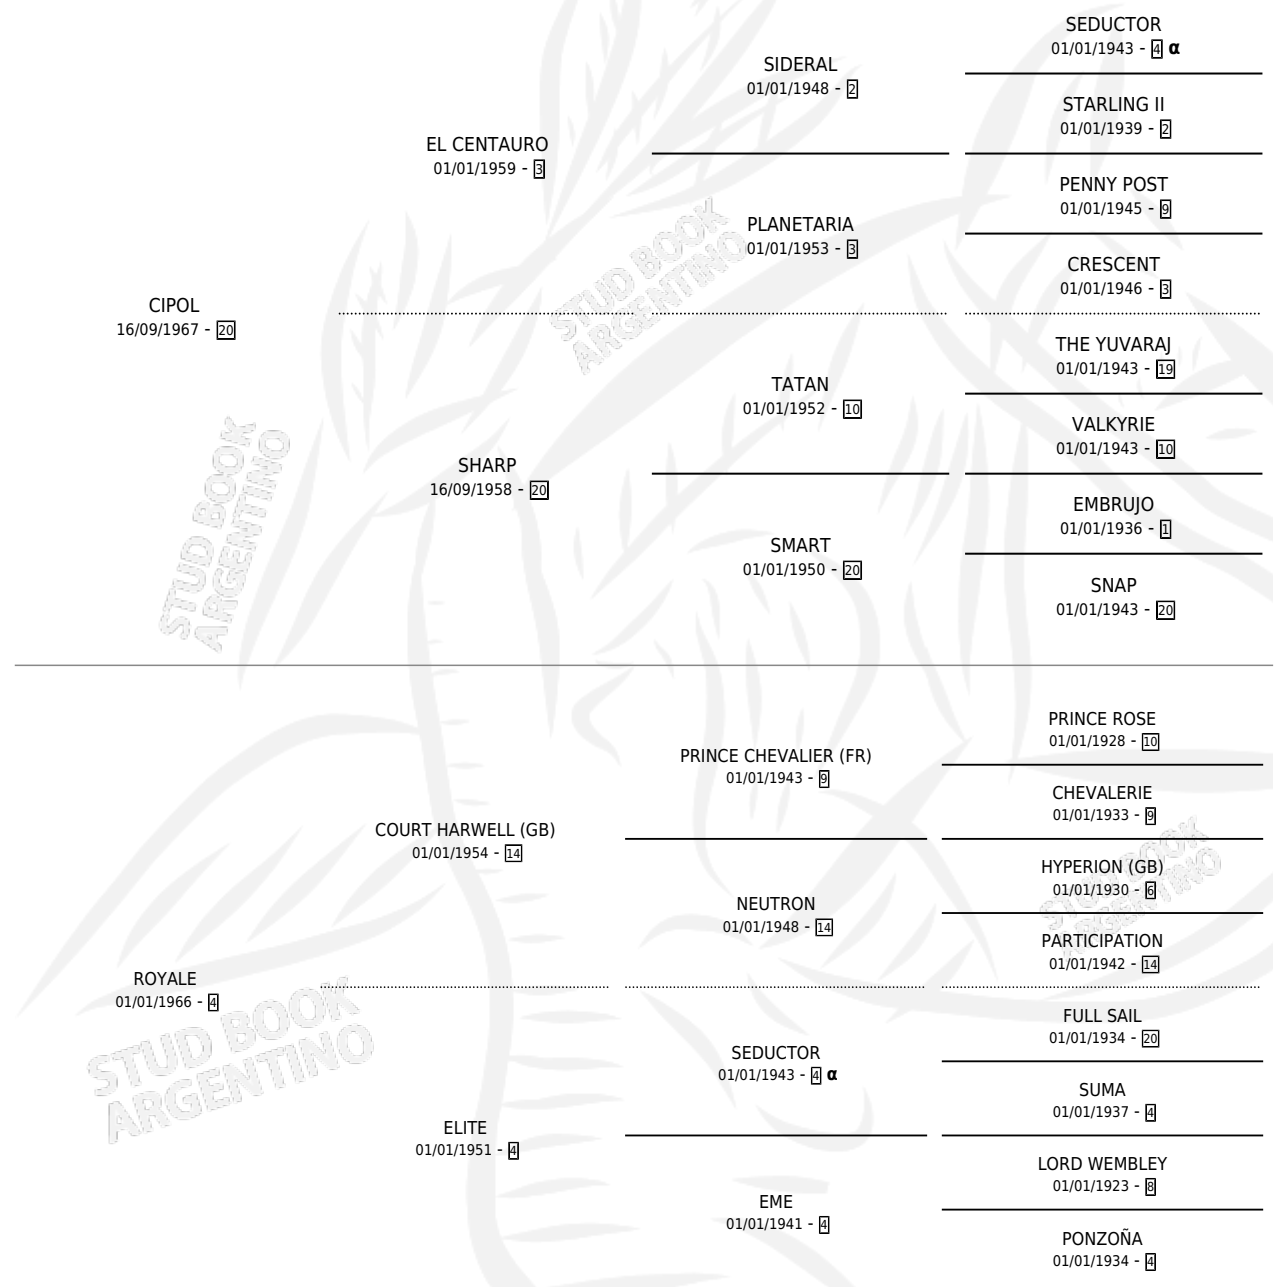 SEDUCTOR
01/01/1943 - 4 α
SIDERAL
01/01/1948 - 2
STARLING II
01/01/1939 - 2
EL CENTAURO
01/01/1959 - 3
PENNY POST
01/01/1945 - 9
PLANETARIA
01/01/1953 - 3
CRESCENT
01/01/1946 - 3
CIPOL
16/09/1967 - 20
THE YUVARAJ
01/01/1943 - 19
TATAN
01/01/1952 - 10
VALKYRIE
01/01/1943 - 10
SHARP
16/09/1958 - 20
EMBRUJO
01/01/1936 - 1
SMART
01/01/1950 - 20
SNAP
01/01/1943 - 20
STUD BOOK
ARGENTINO
STUD BOOK
ARGENTINO
PRINCE ROSE
01/01/1928 - 10
PRINCE CHEVALIER (FR)
01/01/1943 - 9
CHEVALERIE
01/01/1933 - 9
COURT HARWELL (GB)
01/01/1954 - 14
HYPERION (GB)
01/01/1930 - 6
NEUTRON
01/01/1948 - 14
PARTICIPATION
01/01/1942 - 14
ROYALE
01/01/1966 - 4
FULL SAIL
01/01/1934 - 20
SEDUCTOR
01/01/1943 - 4 α
SUMA
01/01/1937 - 4
ELITE
01/01/1951 - 4
LORD WEMBLEY
01/01/1923 - 8
EME
01/01/1941 - 4
PONZOÑA
01/01/1934 - 4
STUD BOOK
ARGENTINO
STUD BOOK
ARGENTINO